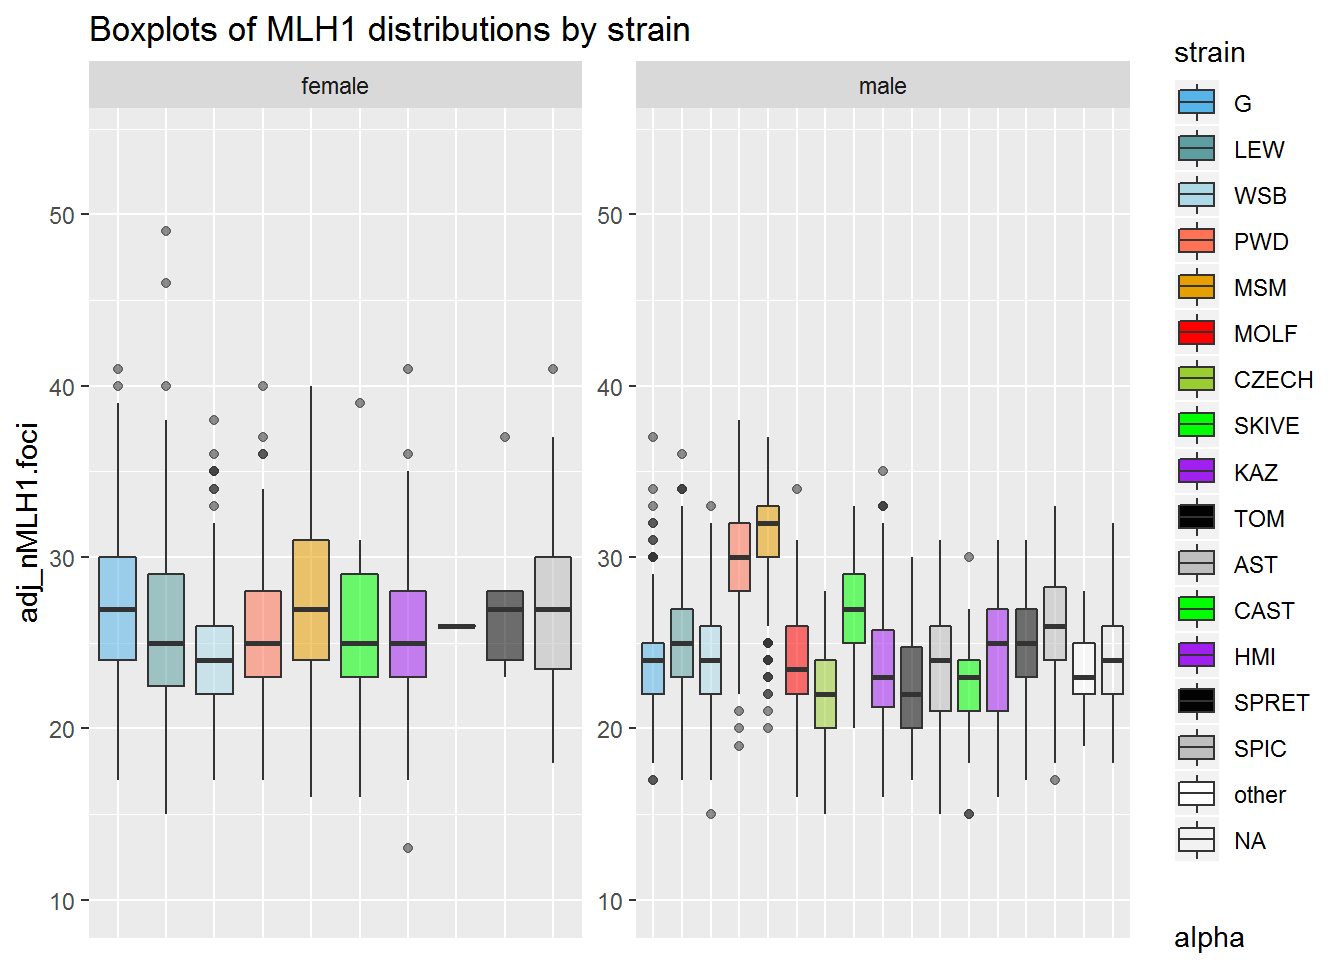 Boxplots of MLH1 distributions by strain
female
male
adj_nMLH1.foci
50
40
30
20
10
50
40
30
20
10
strain
G
LEW
WSB
PWD
MSM
MOLF
CZECH
SKIVE
KAZ
TOM
AST
CAST
HMI
SPRET
SPIC
other
NA
alpha